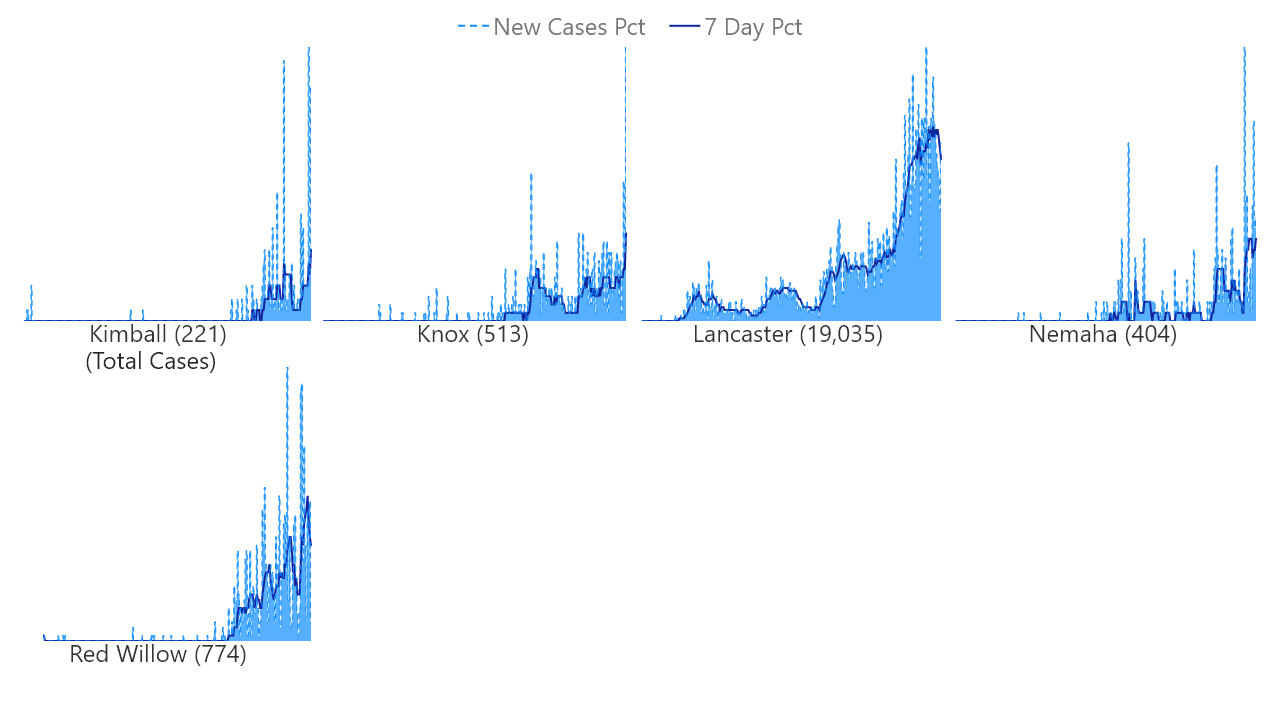 New Cases Pct 7 Day Pct
Kimball (221) Knox (513) Lancaster (19,035) Nemaha (404)
(Total Cases)
Red Willow (774)